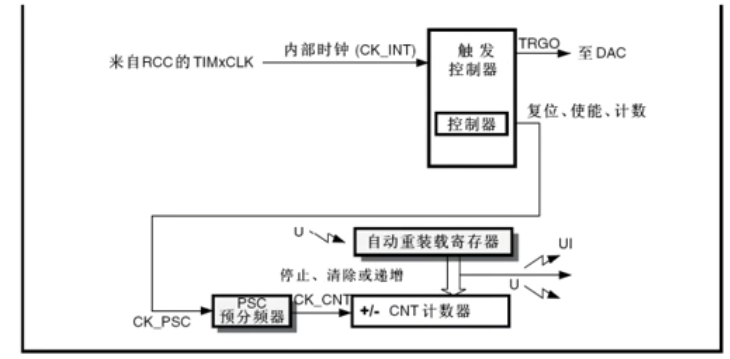 来自RCC的TIMxCLK
内部时钟 (CK_INT)
触 发
控制器
TRGO
至DAC
控制器
复位、使能、计数
U
自动重装载寄存器
UI
停止、清除或递增
U
CK_PSC
PSC
预分频器
CK_CNT
+/- CNT 计数器